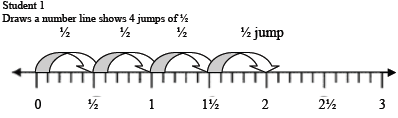 Student 1
Draws a number line shows 4 jumps of ½
½ ½ ½ ½ jump
0 ½ 1 1½ 2 2½ 3